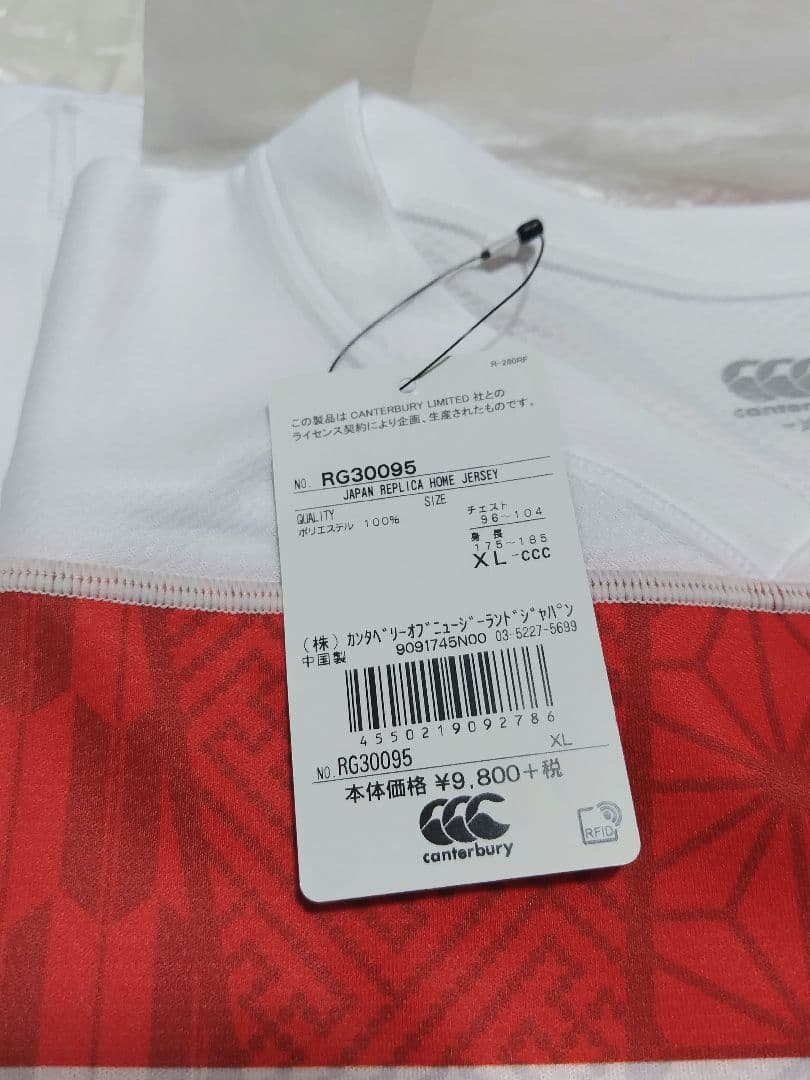 R-280RF
この製品は CANTERBURY LIMITED 社との
ライセンス契約により企画、生産されたものです。
NO. RG30095
JAPAN REPLICA HOME JERSEY
QUALITY SIZE
ポリエステル 100%
チェスト
96~104
身 長
175~185
XL-CCC
(株) カンタベリーオブニュージーランドジャパン
中国製 9091745N00 03-5227-5699
4550219092786
XL
NO. RG30095
本体価格 ¥9,800+税
canterbury
RFID
canterbury